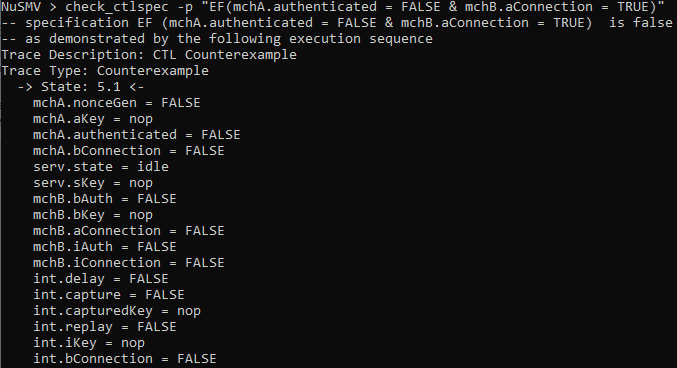 NuSMV > check_ctlspec -p "EF(mchA.authenticated = FALSE & mchB.aConnection = TRUE)"
-- specification EF (mchA.authenticated = FALSE & mchB.aConnection = TRUE)  is false
-- as demonstrated by the following execution sequence
Trace Description: CTL Counterexample
Trace Type: Counterexample
  -> State: 5.1 <-
    mchA.nonceGen = FALSE
    mchA.aKey = nop
    mchA.authenticated = FALSE
    mchA.bConnection = FALSE
    serv.state = idle
    serv.sKey = nop
    mchB.bAuth = FALSE
    mchB.bKey = nop
    mchB.aConnection = FALSE
    mchB.iAuth = FALSE
    mchB.iConnection = FALSE
    int.delay = FALSE
    int.capture = FALSE
    int.capturedKey = nop
    int.replay = FALSE
    int.iKey = nop
    int.bConnection = FALSE